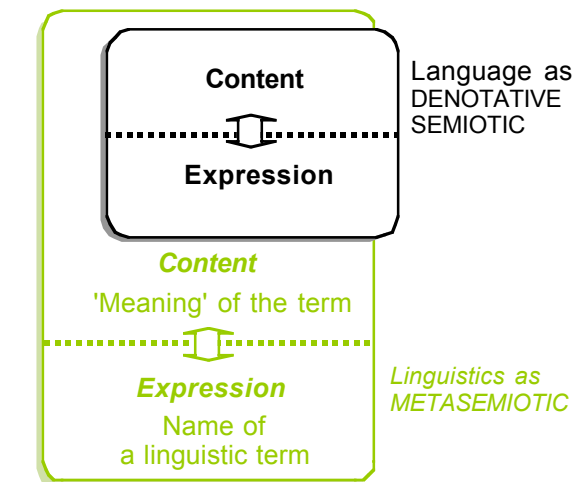 Content
Expression
Language as
DENOTATIVE
SEMIOTIC
Content
'Meaning' of the term
Expression
Name of
a linguistic term
Linguistics as
METASEMIOTIC